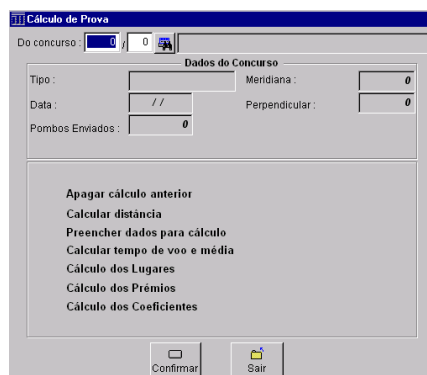 Cálculo de Prova
Do concurso : 0 / 0
Dados do Concurso
Tipo : Meridiana : 0
Data : / / Perpendicular : 0
Pombos Enviados : 0
Apagar cálculo anterior
Calcular distância
Preencher dados para cálculo
Calcular tempo de voo e média
Cálculo dos Lugares
Cálculo dos Prémios
Cálculo dos Coeficientes
Confirmar Sair